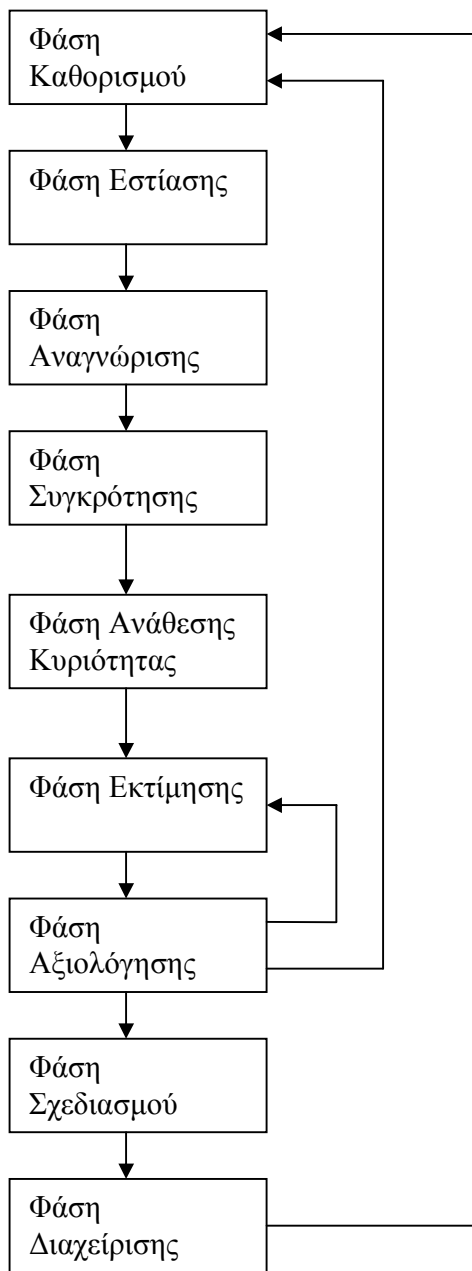 Φάση
Καθορισμού
Φάση Εστίασης
Φάση
Αναγνώρισης
Φάση
Συγκρότησης
Φάση Ανάθεσης
Κυριότητας
Φάση Εκτίμησης
Φάση
Αξιολόγησης
Φάση
Σχεδιασμού
Φάση
Διαχείρισης